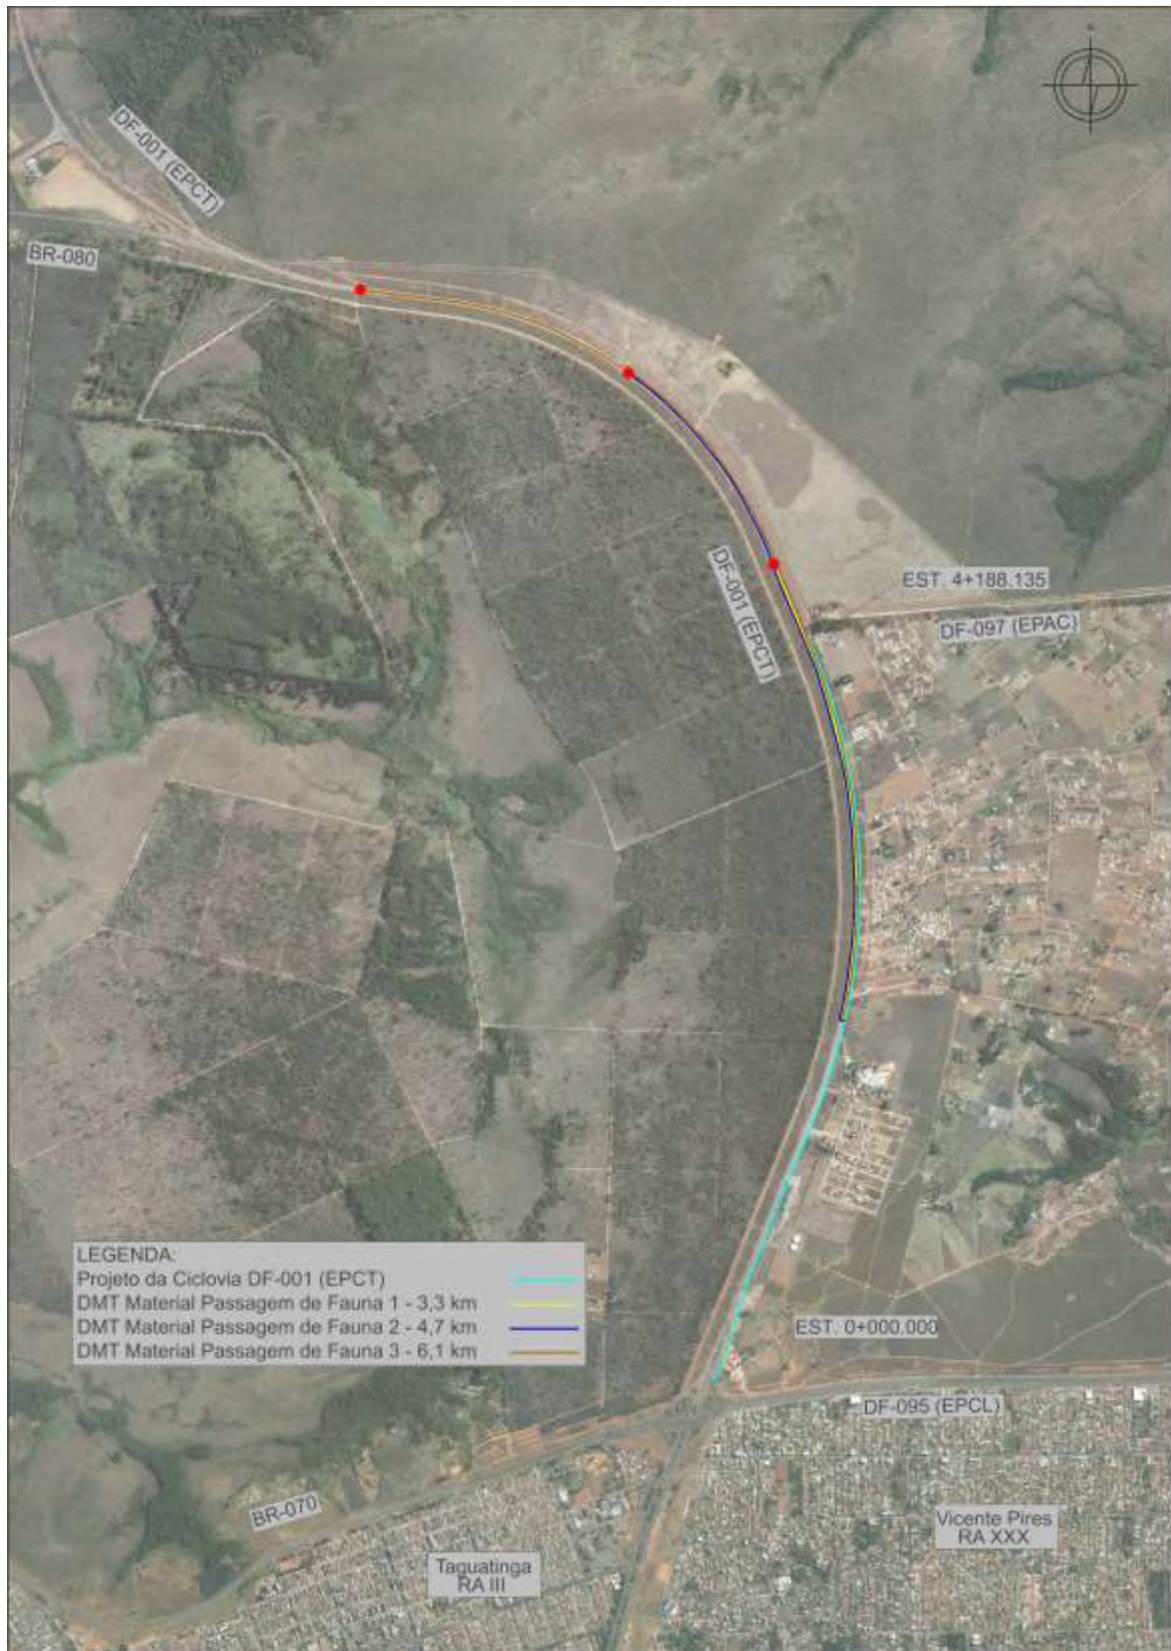 DF-001 (EPCT)
BR-080
DF-001 (EPCT)
EST. 4+188.135
DF-097 (EPAC)
LEGENDA:
Projeto da Ciclovia DF-001 (EPCT)
DMT Material Passagem de Fauna 1 - 3,3 km
DMT Material Passagem de Fauna 2 - 4,7 km
DMT Material Passagem de Fauna 3 - 6,1 km
EST. 0+000.000
DF-095 (EPCL)
BR-070
Vicente Pires
RA XXX
Taguatinga
RA III